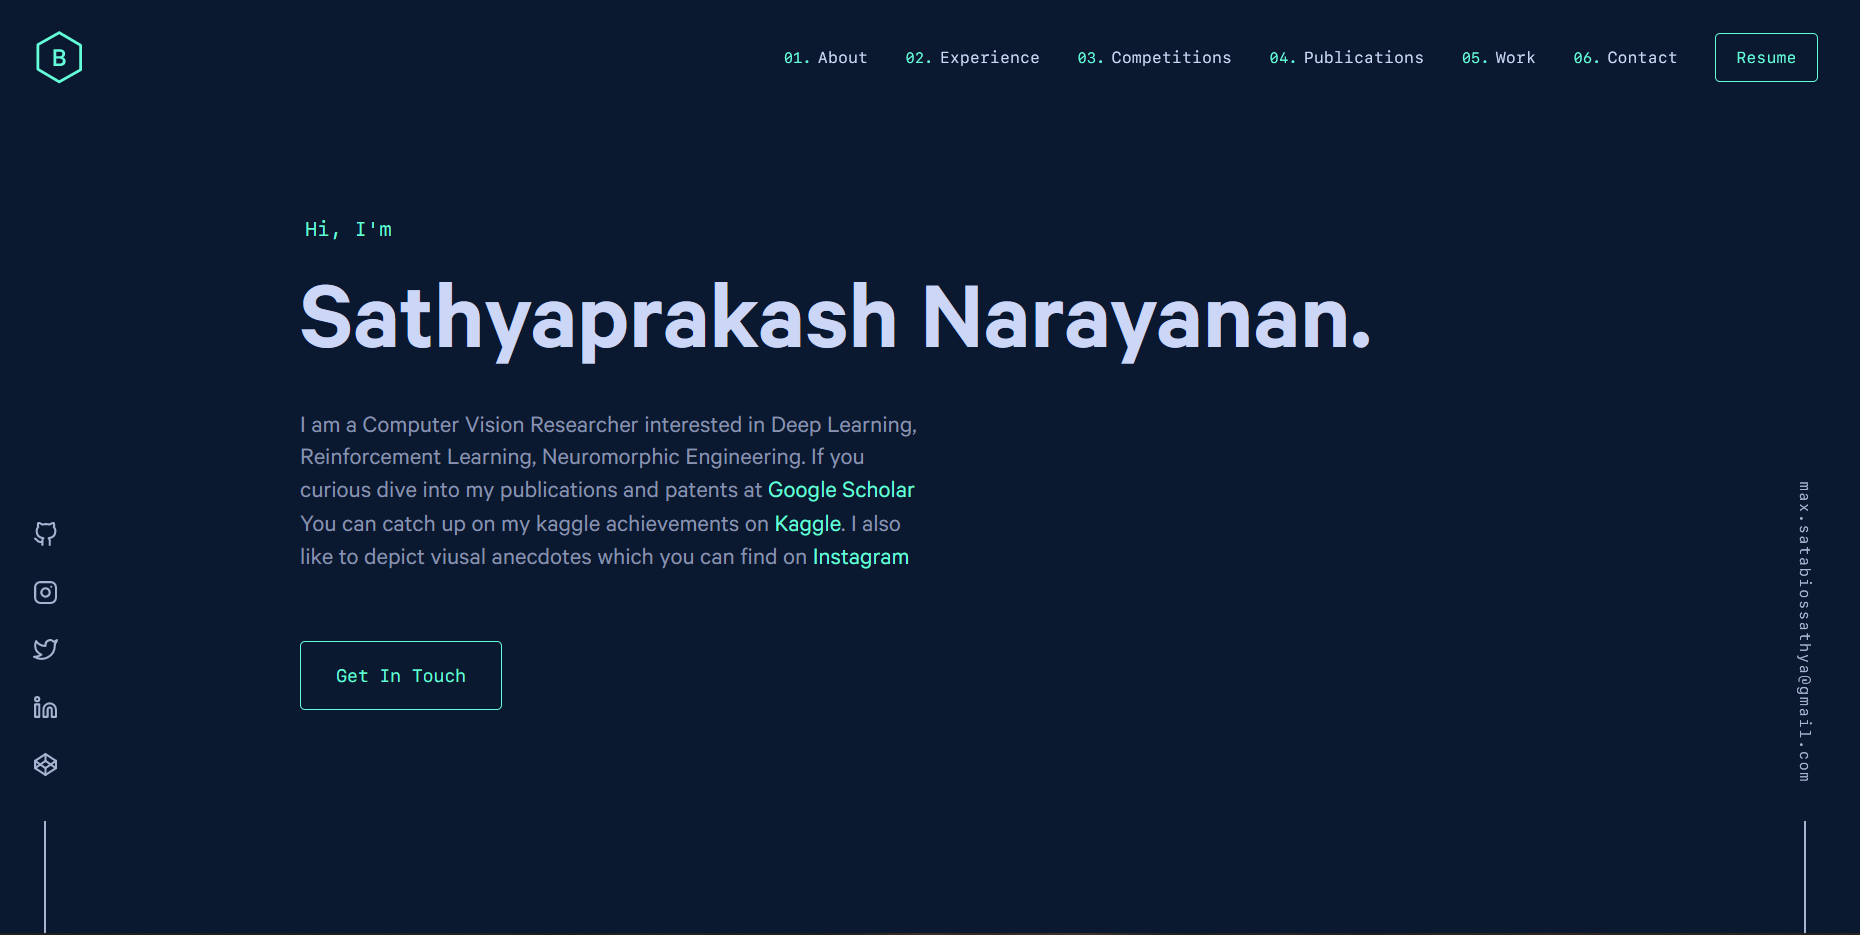 B
01. About 02. Experience 03. Competitions 04. Publications 05. Work 06. Contact Resume
Hi, I'm
Sathyaprakash Narayanan.
I am a Computer Vision Researcher interested in Deep Learning,
Reinforcement Learning, Neuromorphic Engineering. If you
curious dive into my publications and patents at Google Scholar
You can catch up on my kaggle achievements on Kaggle. I also
like to depict viusal anecdotes which you can find on Instagram
Get In Touch
max.satabiossathya@gmail.com